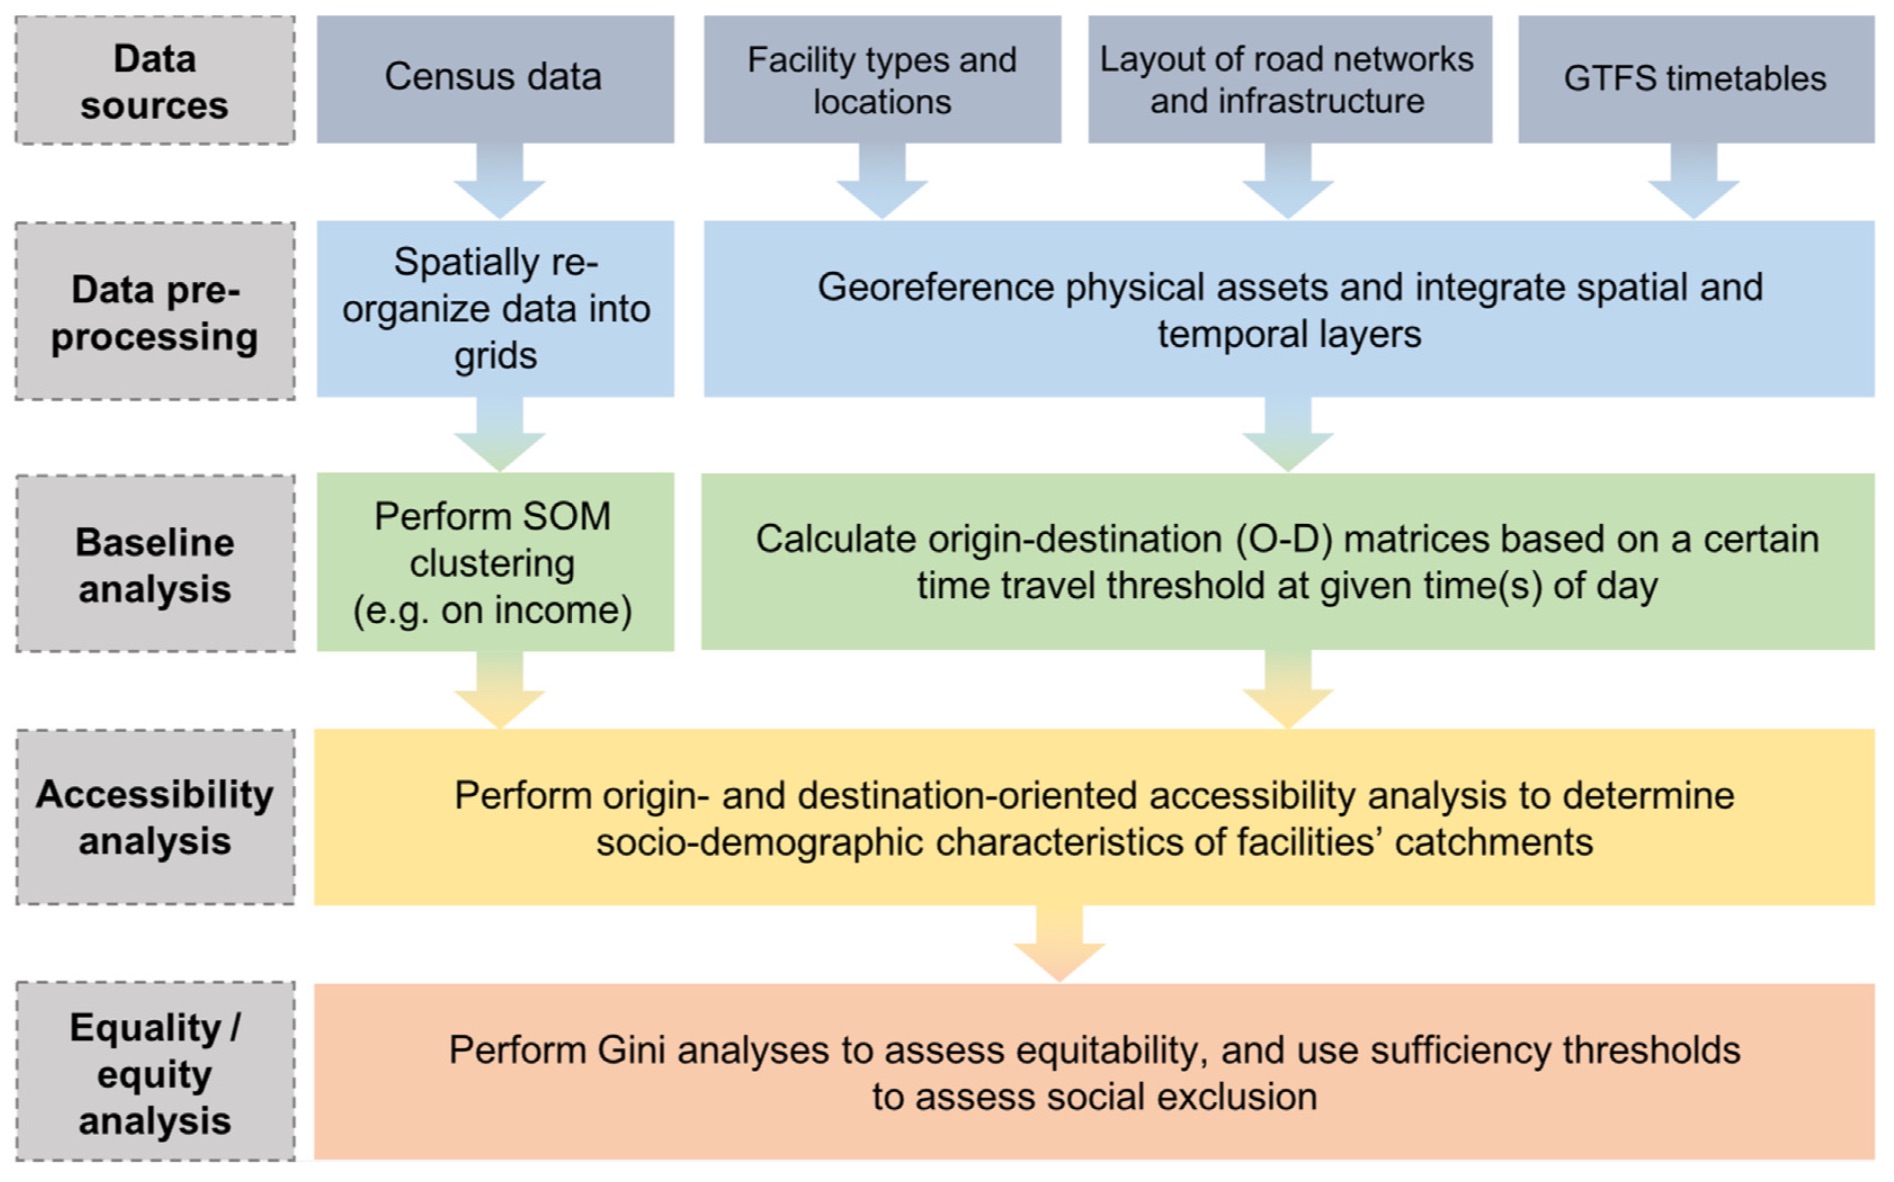 Data
sources
Census data
Facility types and
locations
Layout of road networks
and infrastructure
GTFS timetables
Data pre-
processing
Spatially re-
organize data into
grids
Georeference physical assets and integrate spatial and
temporal layers
Baseline
analysis
Perform SOM
clustering
(e.g. on income)
Calculate origin-destination (O-D) matrices based on a certain
time travel threshold at given time(s) of day
Accessibility
analysis
Perform origin- and destination-oriented accessibility analysis to determine
socio-demographic characteristics of facilities’ catchments
Equality /
equity
analysis
Perform Gini analyses to assess equitability, and use sufficiency thresholds
to assess social exclusion